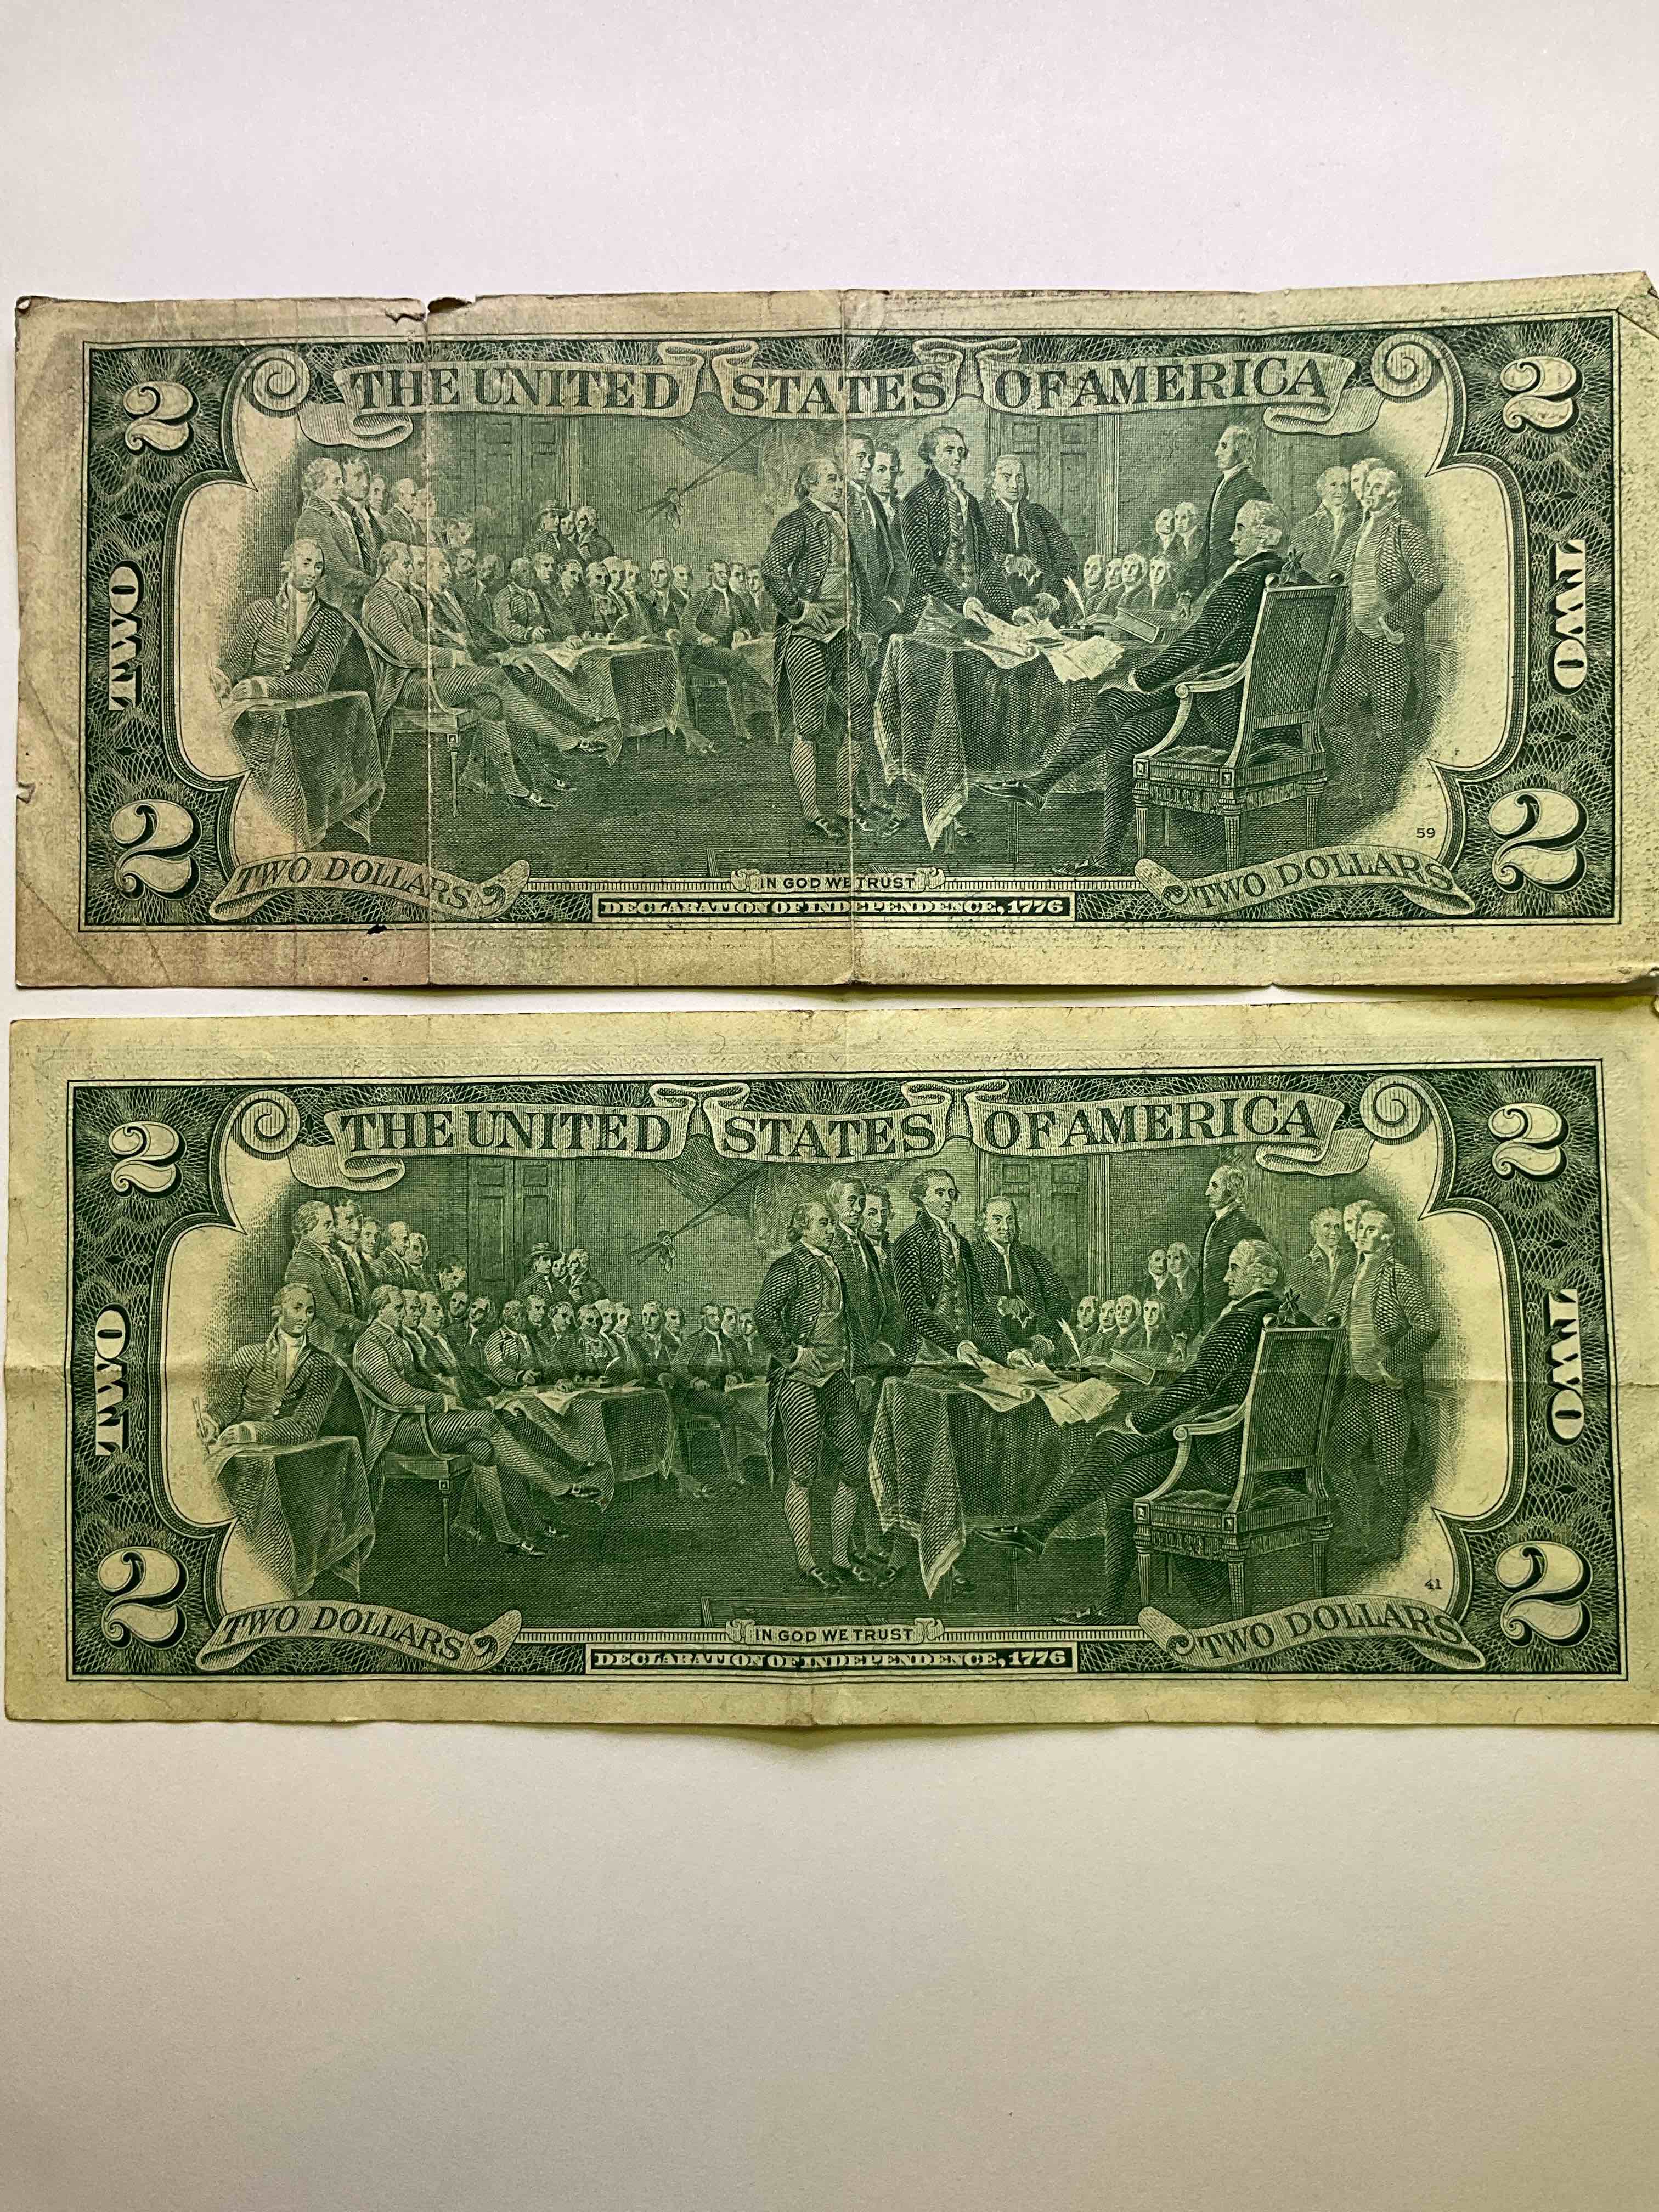 2 THE UNITED STATES OF AMERICA 2
TWO TWO
59
2 TWO DOLLARS IN GOD WE TRUST TWO DOLLARS 2
DECLARATION OF INDEPENDENCE, 1776
2 THE UNITED STATES OF AMERICA 2
TWO TWO
41
2 TWO DOLLARS IN GOD WE TRUST TWO DOLLARS 2
DECLARATION OF INDEPENDENCE, 1776